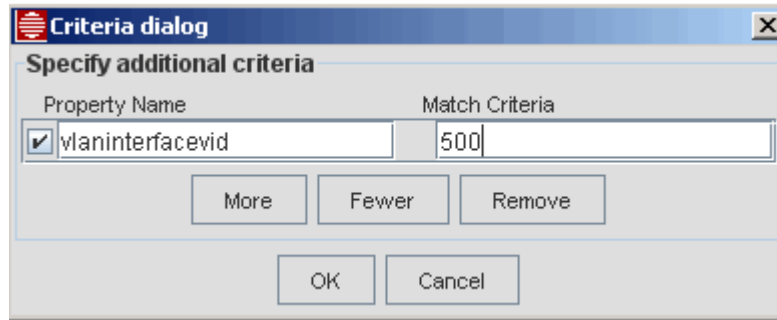 Criteria dialog
Specify additional criteria
Property Name Match Criteria
vlaninterfacevid 500
More Fewer Remove
OK Cancel